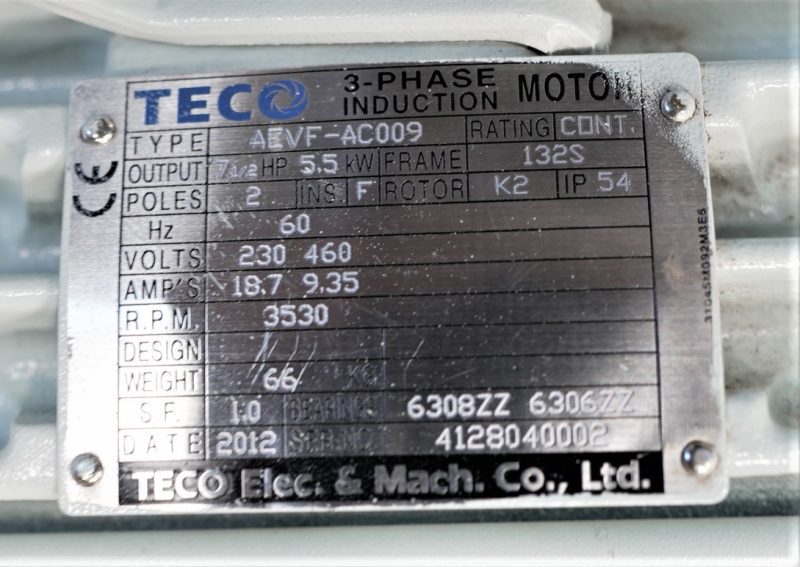 TECO 3-PHASE INDUCTION MOTOR
TYPE AEVF-AC009 RATING CONT.
OUTPUT 7 1/2 HP 5.5 kW FRAME 132S
POLES 2 INS. F ROTOR K2 IP 54
Hz 60
VOLTS 230 460
AMP'S 18.7 9.35
R.P.M. 3530
DESIGN
WEIGHT 66 KG
S.F. 1.0 BEARINGS 6308ZZ 6306ZZ
DATE 2012 SER.NO. 4128040002
TECO Elec. & Mach. Co., Ltd.
CE
31045M092M3E6